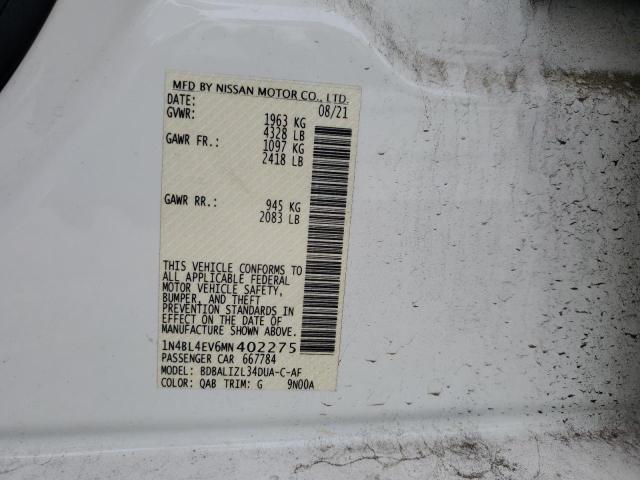 MFD BY NISSAN MOTOR CO., LTD.
DATE: 08/21
GVWR: 1963 KG
4328 LB
GAWR FR.: 1097 KG
2418 LB
GAWR RR.: 945 KG
2083 LB
THIS VEHICLE CONFORMS TO
ALL APPLICABLE FEDERAL
MOTOR VEHICLE SAFETY,
BUMPER, AND THEFT
PREVENTION STANDARDS IN
EFFECT ON THE DATE OF
MANUFACTURE SHOWN ABOVE.
1N4BL4EV6MN402275
PASSENGER CAR 667784
MODEL: BDBALIZL34DUA-C-AF
COLOR: QAB TRIM: G 9N00A